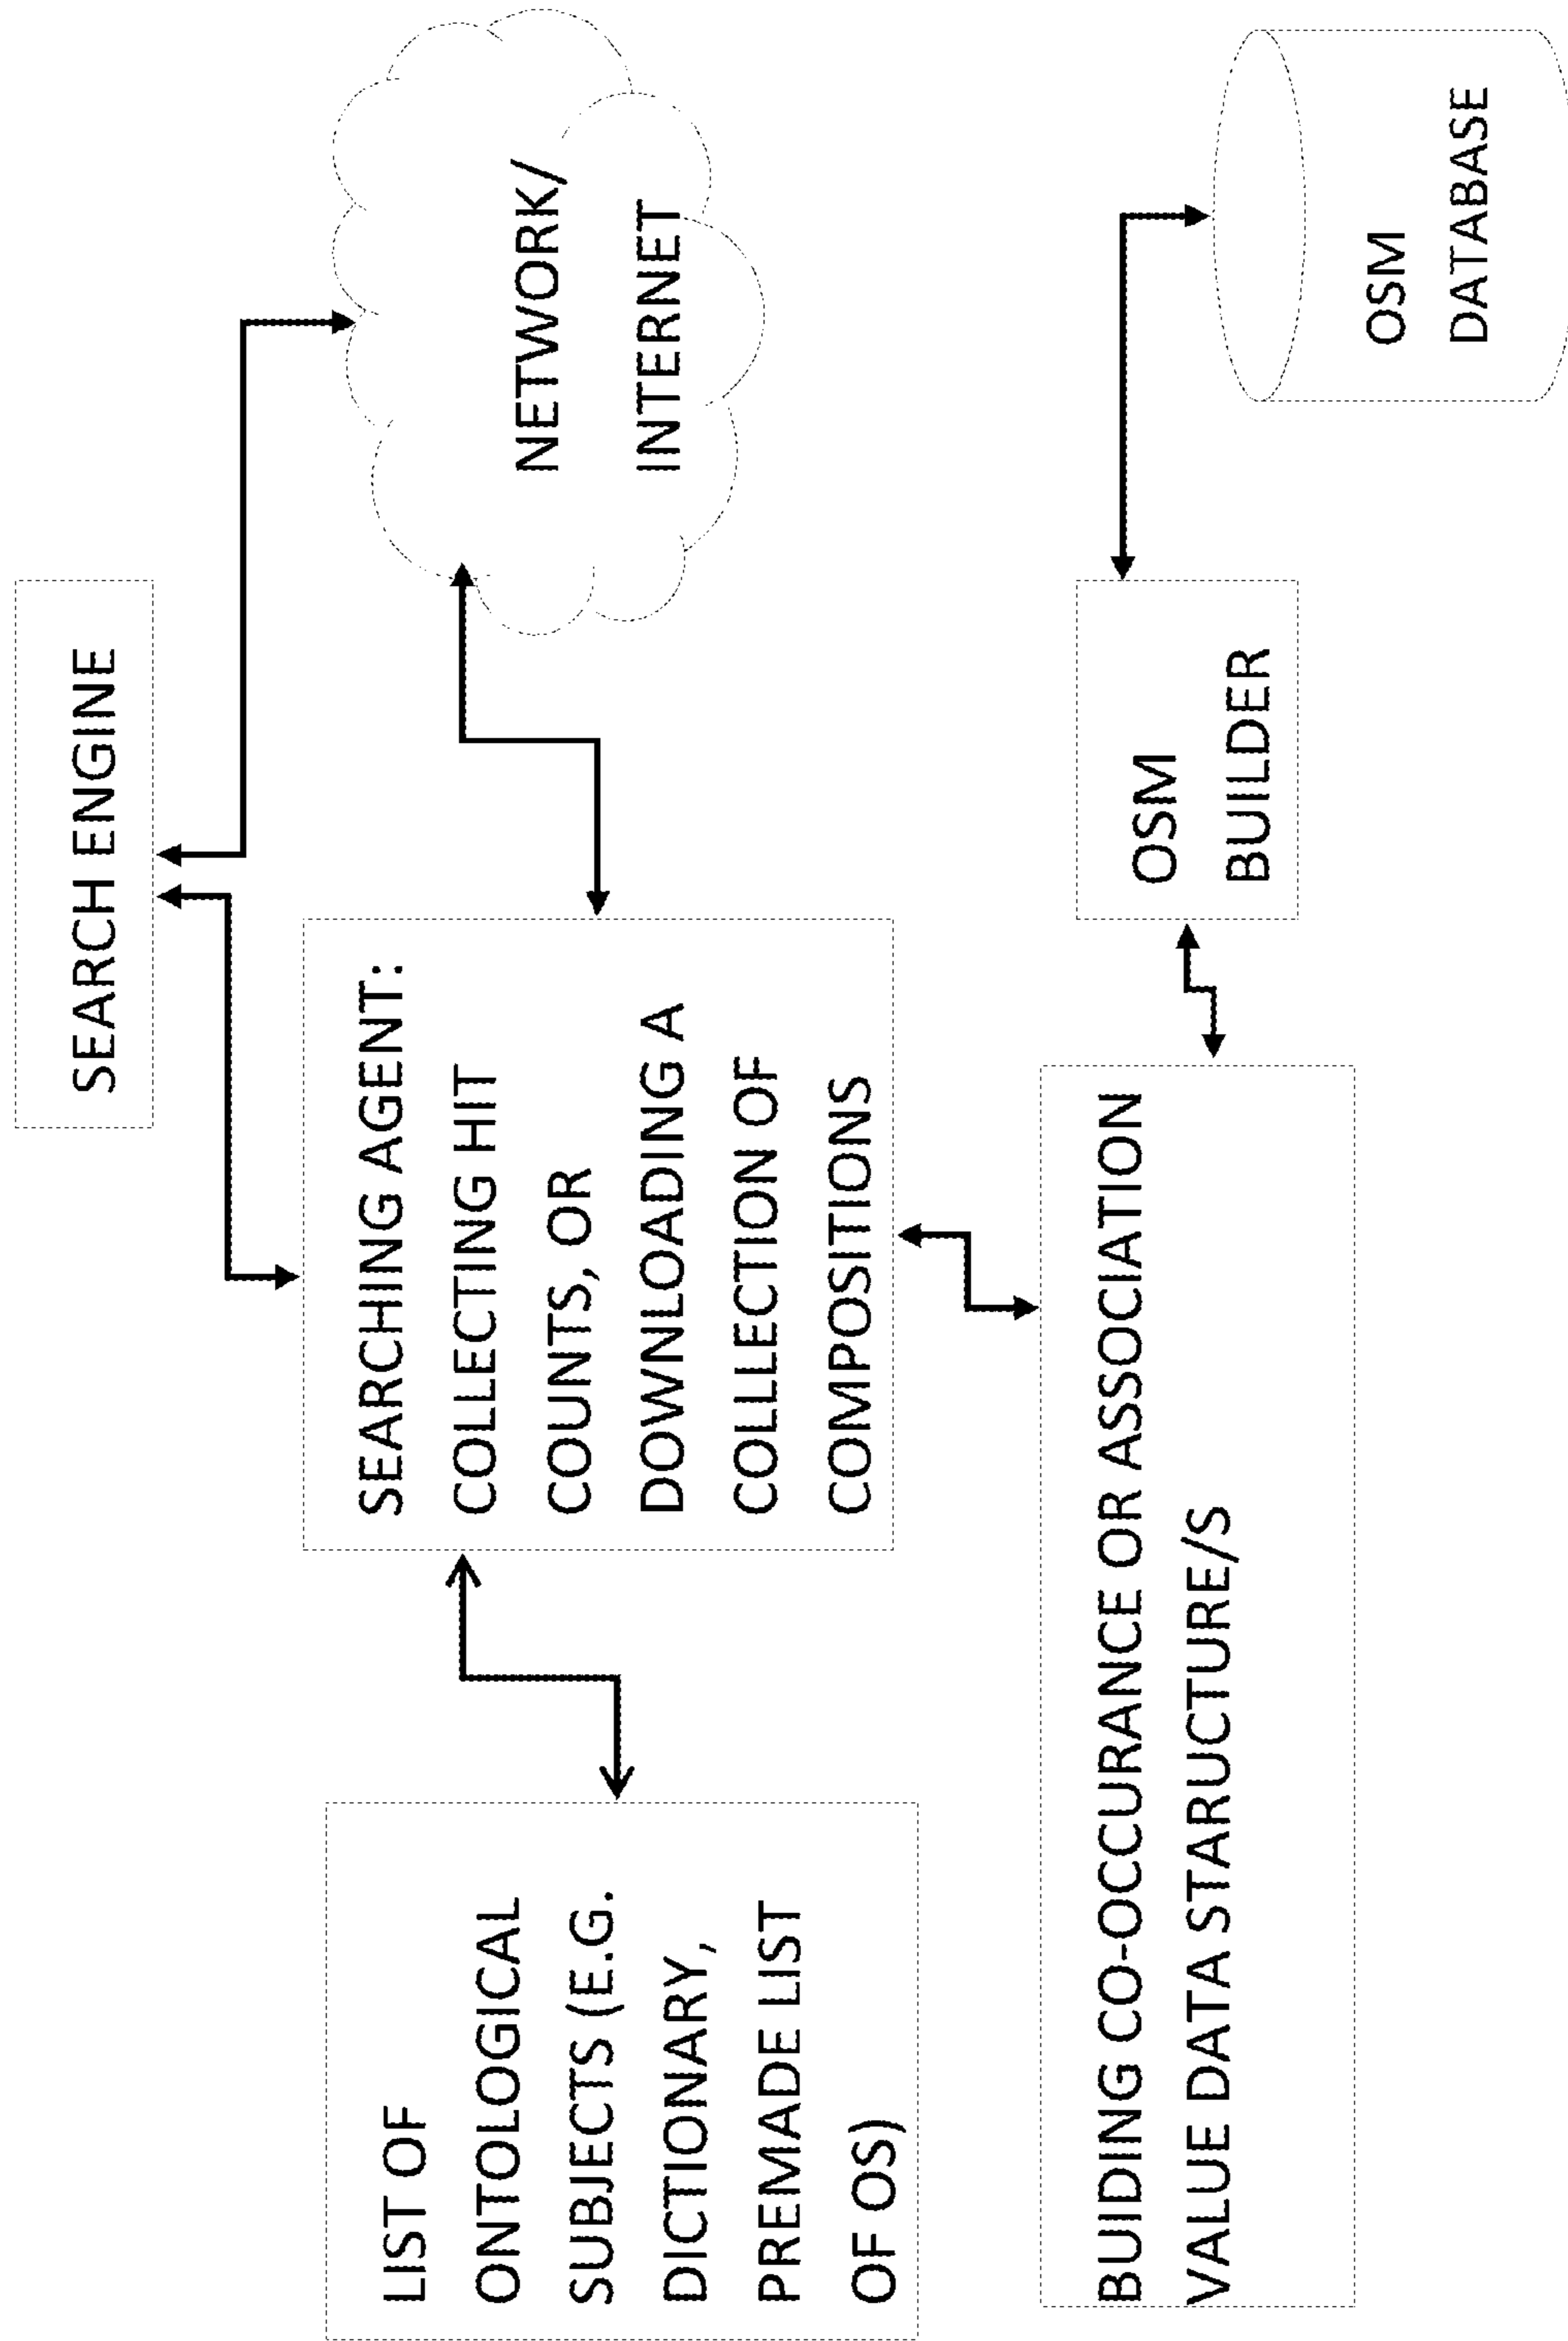 SEARCH ENGINE
LIST OF
ONTOLOGICAL
SUBJECTS (E.G.
DICTIONARY,
PREMADE LIST
OF OS)
SEARCHING AGENT:
COLLECTING HIT
COUNTS, OR
DOWNLOADING A
COLLLECTION OF
COMPOSITIONS
NETWORK/
INTERNET
BUIDING CO-OCCURANCE OR ASSOCIATION
VALUE DATA STARUCTURE/S
OSM
BUILDER
OSM
DATABASE